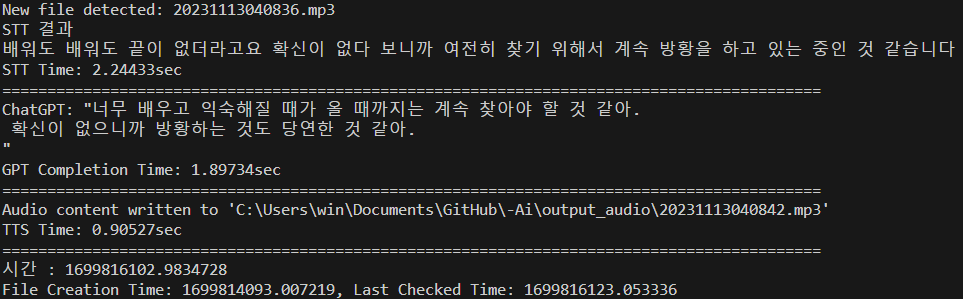 New file detected: 20231113040836.mp3
STT 결과
배워도 배워도 끝이 없더라고요 확신이 없다 보니까 여전히 찾기 위해서 계속 방황을 하고 있는 중인 것 같습니다
STT Time: 2.24433sec
===========================================================================================
ChatGPT: "너무 배우고 익숙해질 때가 올 때까지는 계속 찾아야 할 것 같아.
 확신이 없으니까 방황하는 것도 당연한 것 같아.
"
GPT Completion Time: 1.89734sec
===========================================================================================
Audio content written to 'C:\Users\win\Documents\GitHub\-Ai\output_audio\20231113040842.mp3'
TTS Time: 0.90527sec
===========================================================================================
시간 : 1699816102.9834728
File Creation Time: 1699814093.007219, Last Checked Time: 1699816123.053336